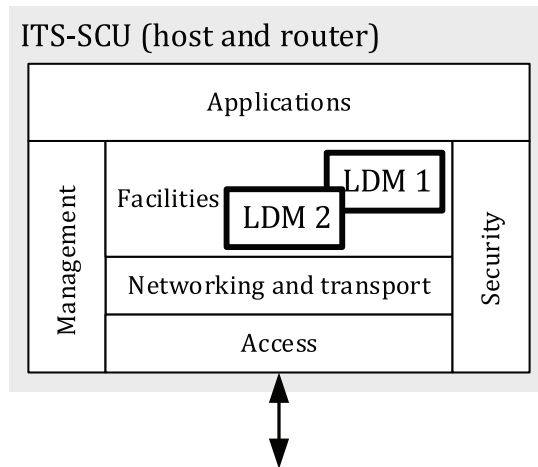 ITS-SCU (host and router)
Applications
Management
Facilities
LDM 1
LDM 2
Security
Networking and transport
Access